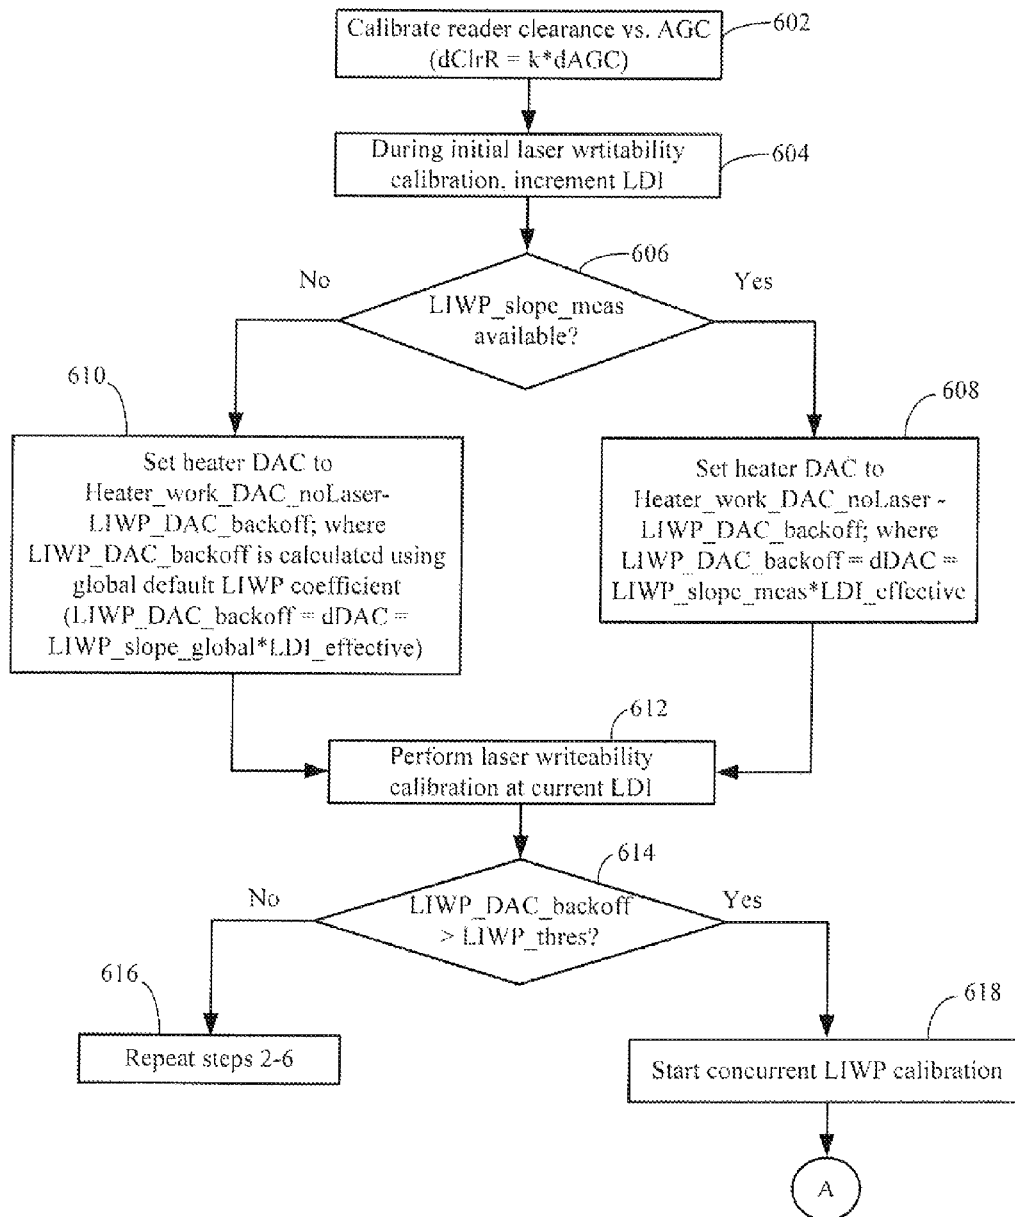 Calibrate reader clearance vs. AGC
(dClrR = k*dAGC)
602
During initial laser wrtitability
calibration, increment LDI
604
606
No
Yes
LIWP_slope_meas
available?
610
608
Set heater DAC to
Heater_work_DAC_noLaser-
LIWP_DAC_backoff; where
LIWP_DAC_backoff is calculated using
global default LIWP coefficient
(LIWP_DAC_backoff = dDAC =
LIWP_slope_global*LDI_effective)
Set heater DAC to
Heater_work_DAC_noLaser -
LIWP_DAC_backoff; where
LIWP_DAC_backoff = dDAC =
LIWP_slope_meas*LDI_effective
612
Perform laser writeability
calibration at current LDI
614
No
Yes
LIWP_DAC_backoff
> LIWP_thres?
616
618
Repeat steps 2-6
Start concurrent LIWP calibration
A